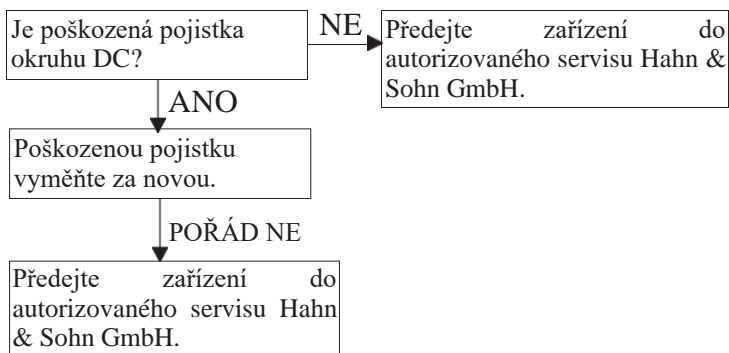 Je poškozená pojistka
okruhu DC?
NE
Předejte zařízení do
autorizovaného servisu Hahn &
Sohn GmbH.
ANO
Poškozenou pojistku
vyměňte za novou.
POŘÁD NE
Předejte zařízení do
autorizovaného servisu Hahn
& Sohn GmbH.